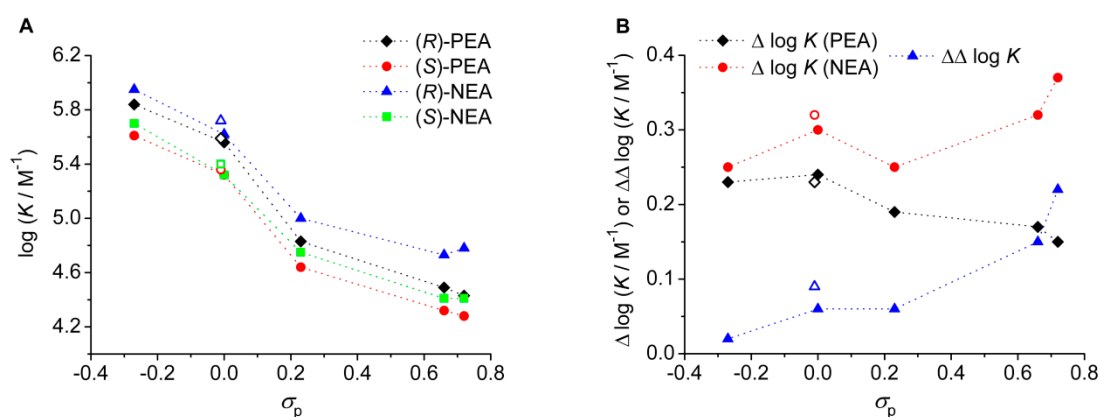 A
6.2
5.8
5.4
5.0
4.6
4.2
log (K / M⁻¹)
(R)-PEA
(S)-PEA
(R)-NEA
(S)-NEA
-0.4 -0.2 0.0 0.2 0.4 0.6 0.8
σp
B
Δ log K (PEA)
Δ log K (NEA)
ΔΔ log K
0.4
0.3
0.2
0.1
0.0
Δ log (K / M⁻¹) or ΔΔ log (K / M⁻¹)
-0.4 -0.2 0.0 0.2 0.4 0.6 0.8
σp